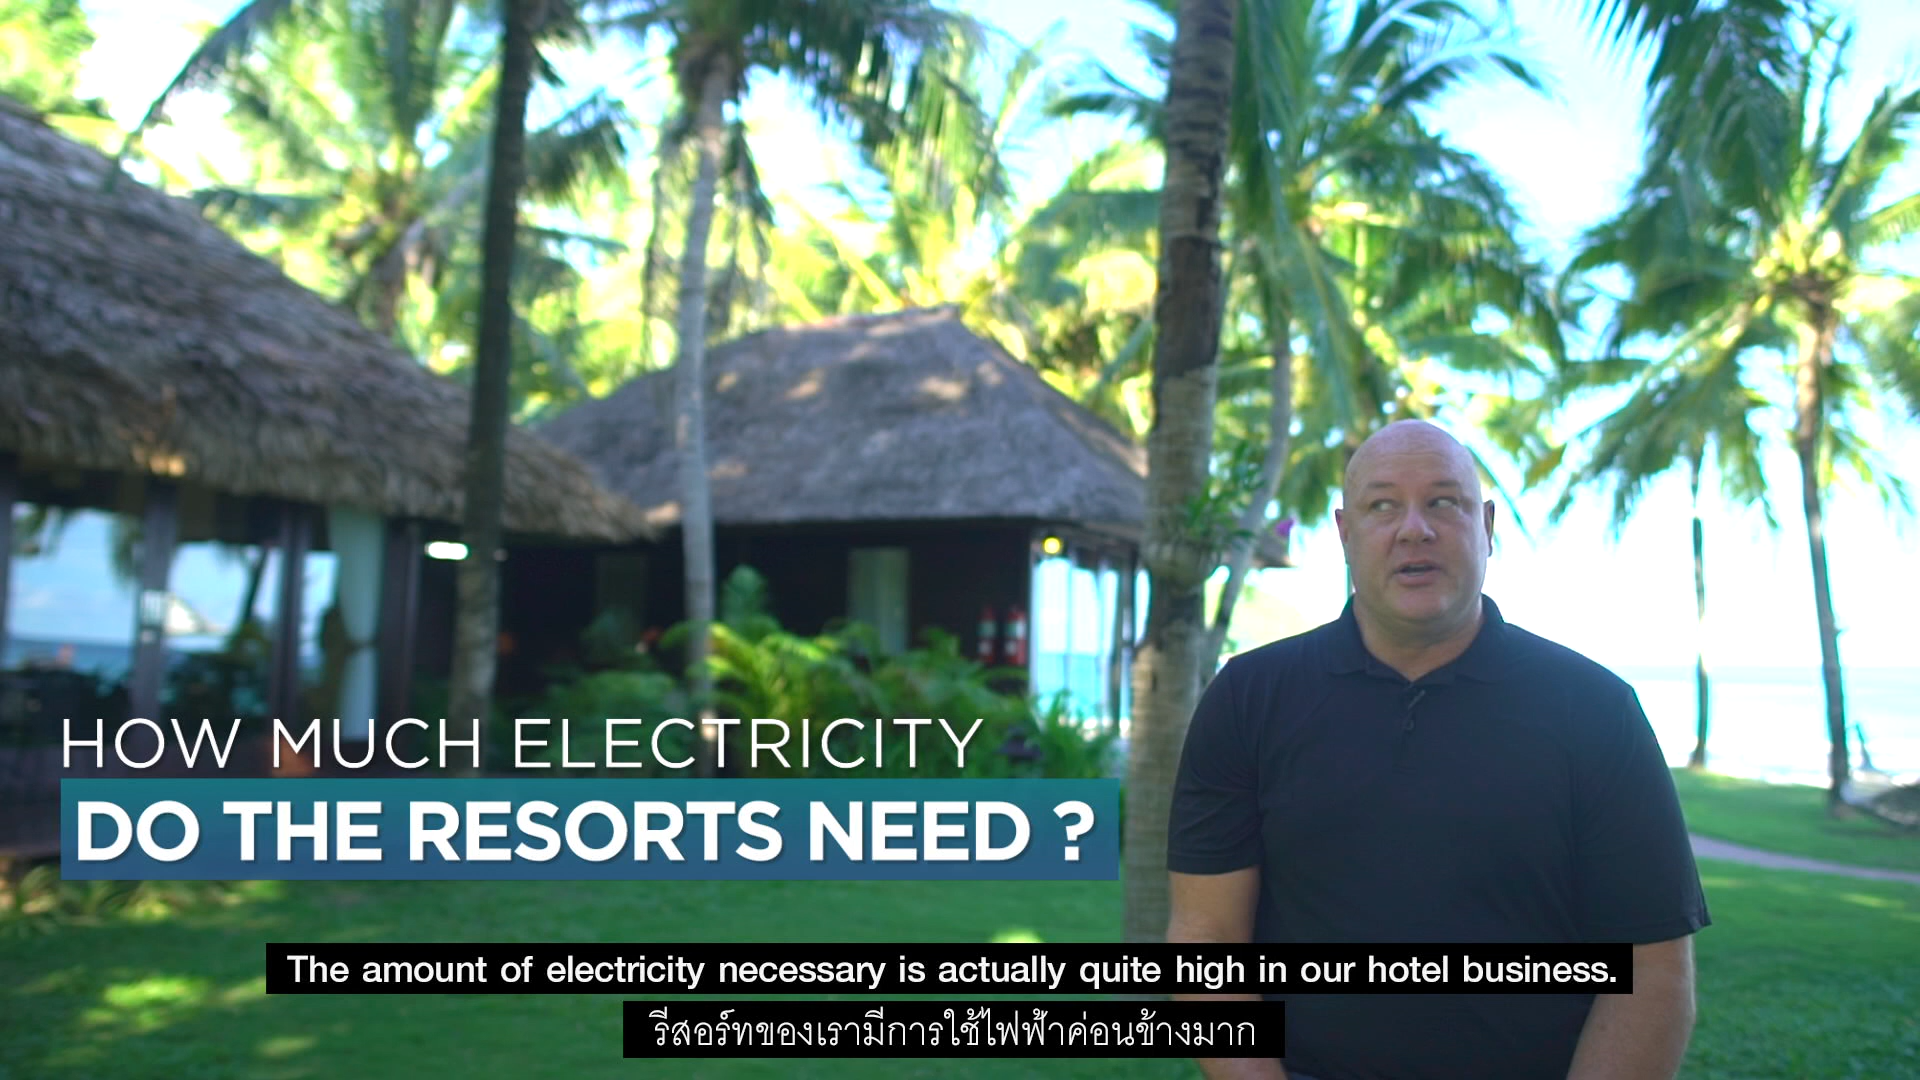 HOW MUCH ELECTRICITY
DO THE RESORTS NEED ?
The amount of electricity necessary is actually quite high in our hotel business.
รีสอร์ทของเรามีการใช้ไฟฟ้าค่อนข้างมาก